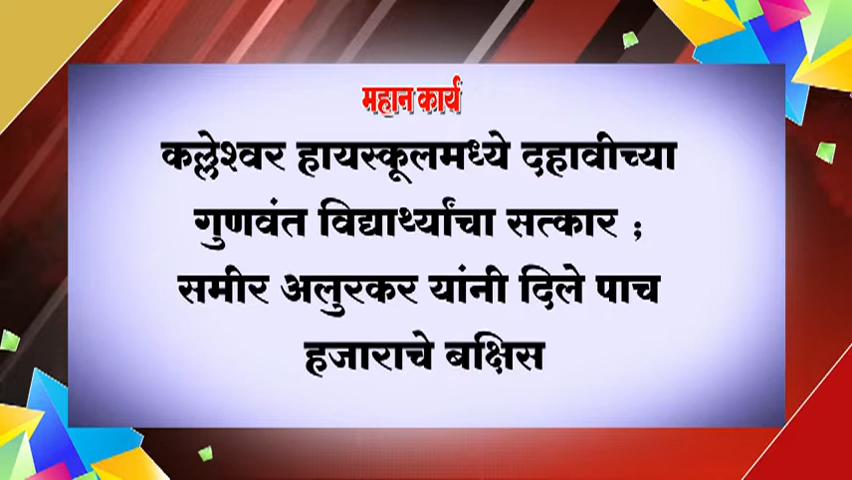 महान कार्य
कल्लेश्वर हायस्कूलमध्ये दहावीच्या
गुणवंत विद्यार्थ्यांचा सत्कार ;
समीर अलुरकर यांनी दिले पाच
हजाराचे बक्षिस